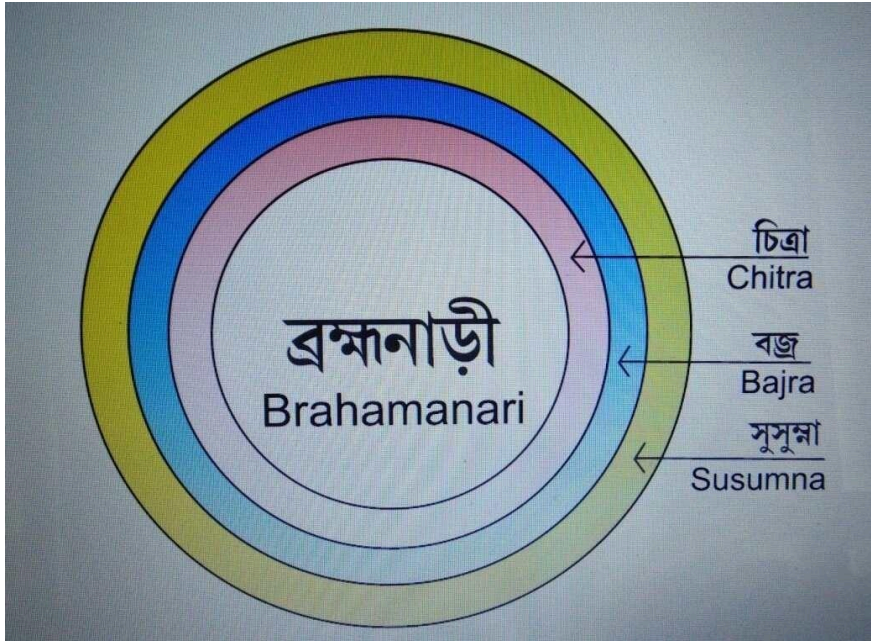 চিত্রা
Chitra
ব্রহ্মনাড়ী
Brahamanari
বজ্র
Bajra
সুসুম্না
Susumna